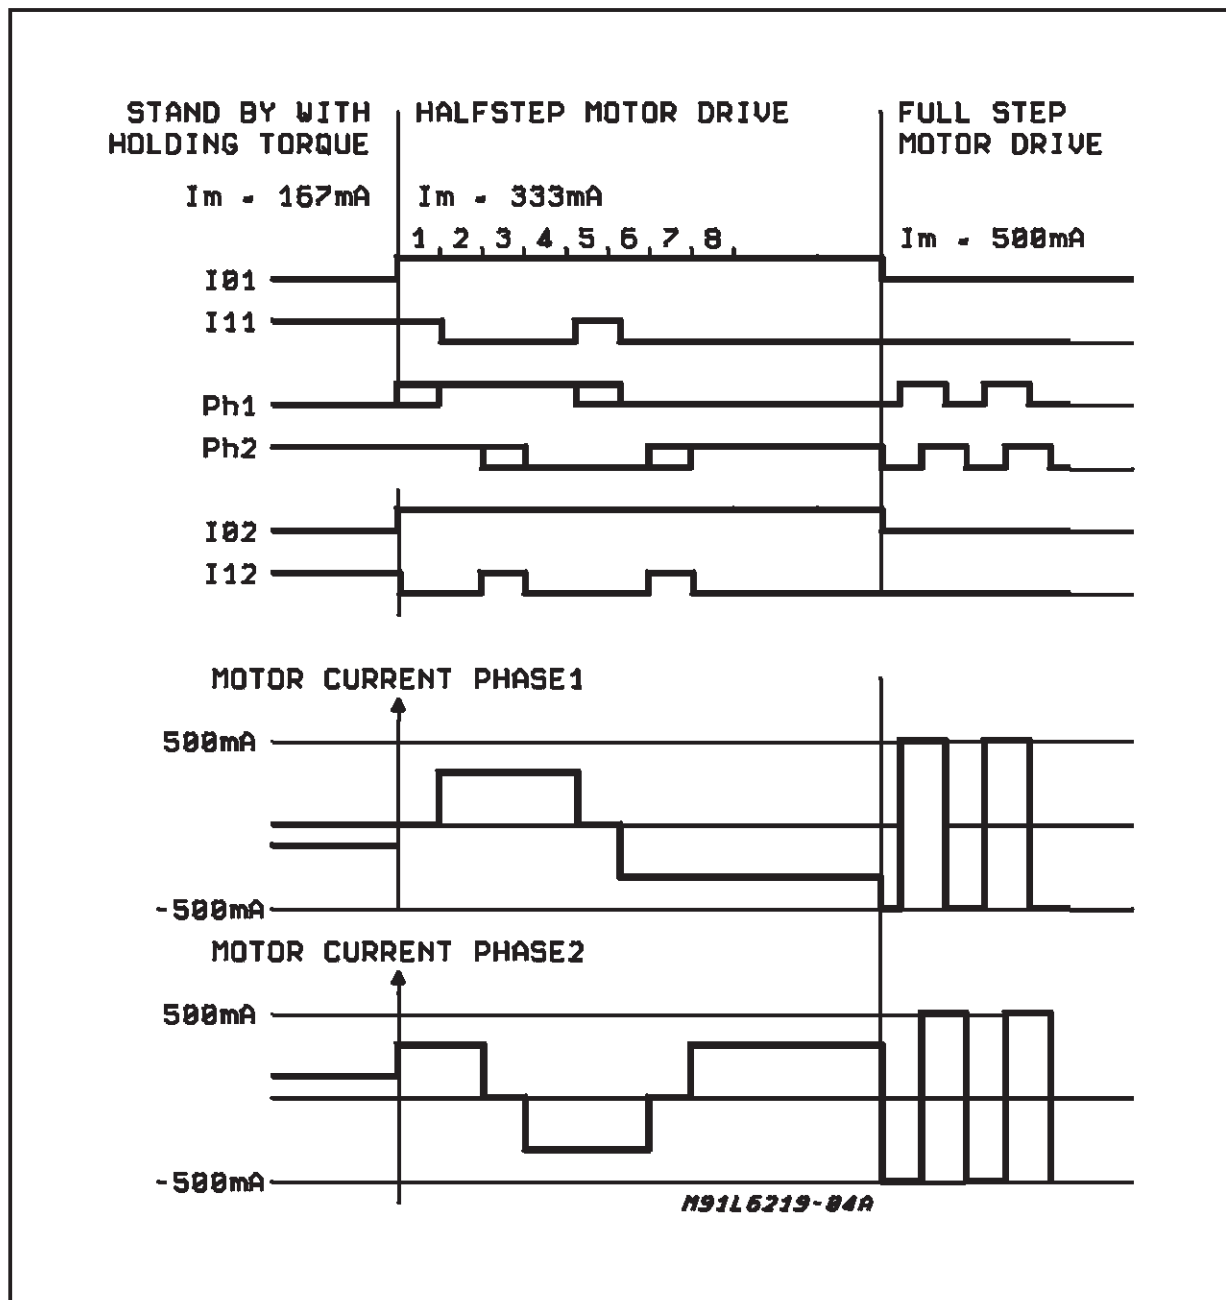 STAND BY WITH
HOLDING TORQUE
Im - 167mA
HALFSTEP MOTOR DRIVE
Im - 333mA
1 2 3 4 5 6 7 8
FULL STEP
MOTOR DRIVE
Im - 500mA
I01
I11
Ph1
Ph2
I02
I12
MOTOR CURRENT PHASE1
500mA
-500mA
MOTOR CURRENT PHASE2
500mA
-500mA
M91L6219-04A